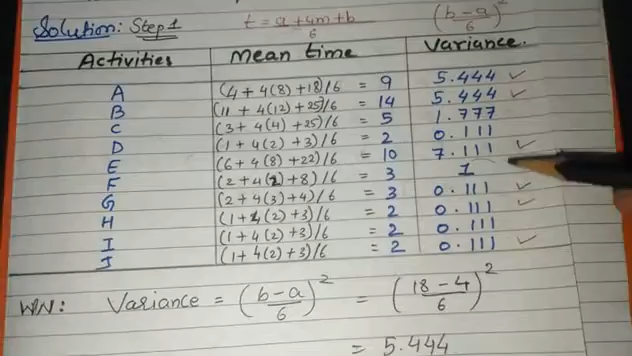 Solution: Step 1 t = a + 4m + b / 6 (b - a / 6)²
Activities Mean time Variance.
A (4 + 4(8) + 18)/6 = 9 5.444 ✓
B (11 + 4(12) + 25)/6 = 14 5.444 ✓
C (3 + 4(4) + 25)/6 = 5 1.777
D (1 + 4(2) + 3)/6 = 2 0.111
E (6 + 4(8) + 22)/6 = 10 7.111 ✓
F (2 + 4(2) + 8)/6 = 3 1
G (2 + 4(3) + 4)/6 = 3 0.111 ✓
H (1 + 4(2) + 3)/6 = 2 0.111 ✓
I (1 + 4(2) + 3)/6 = 2 0.111
J (1 + 4(2) + 3)/6 = 2 0.111 ✓
WN: Variance = (b - a / 6)² = (18 - 4 / 6)²
= 5.444